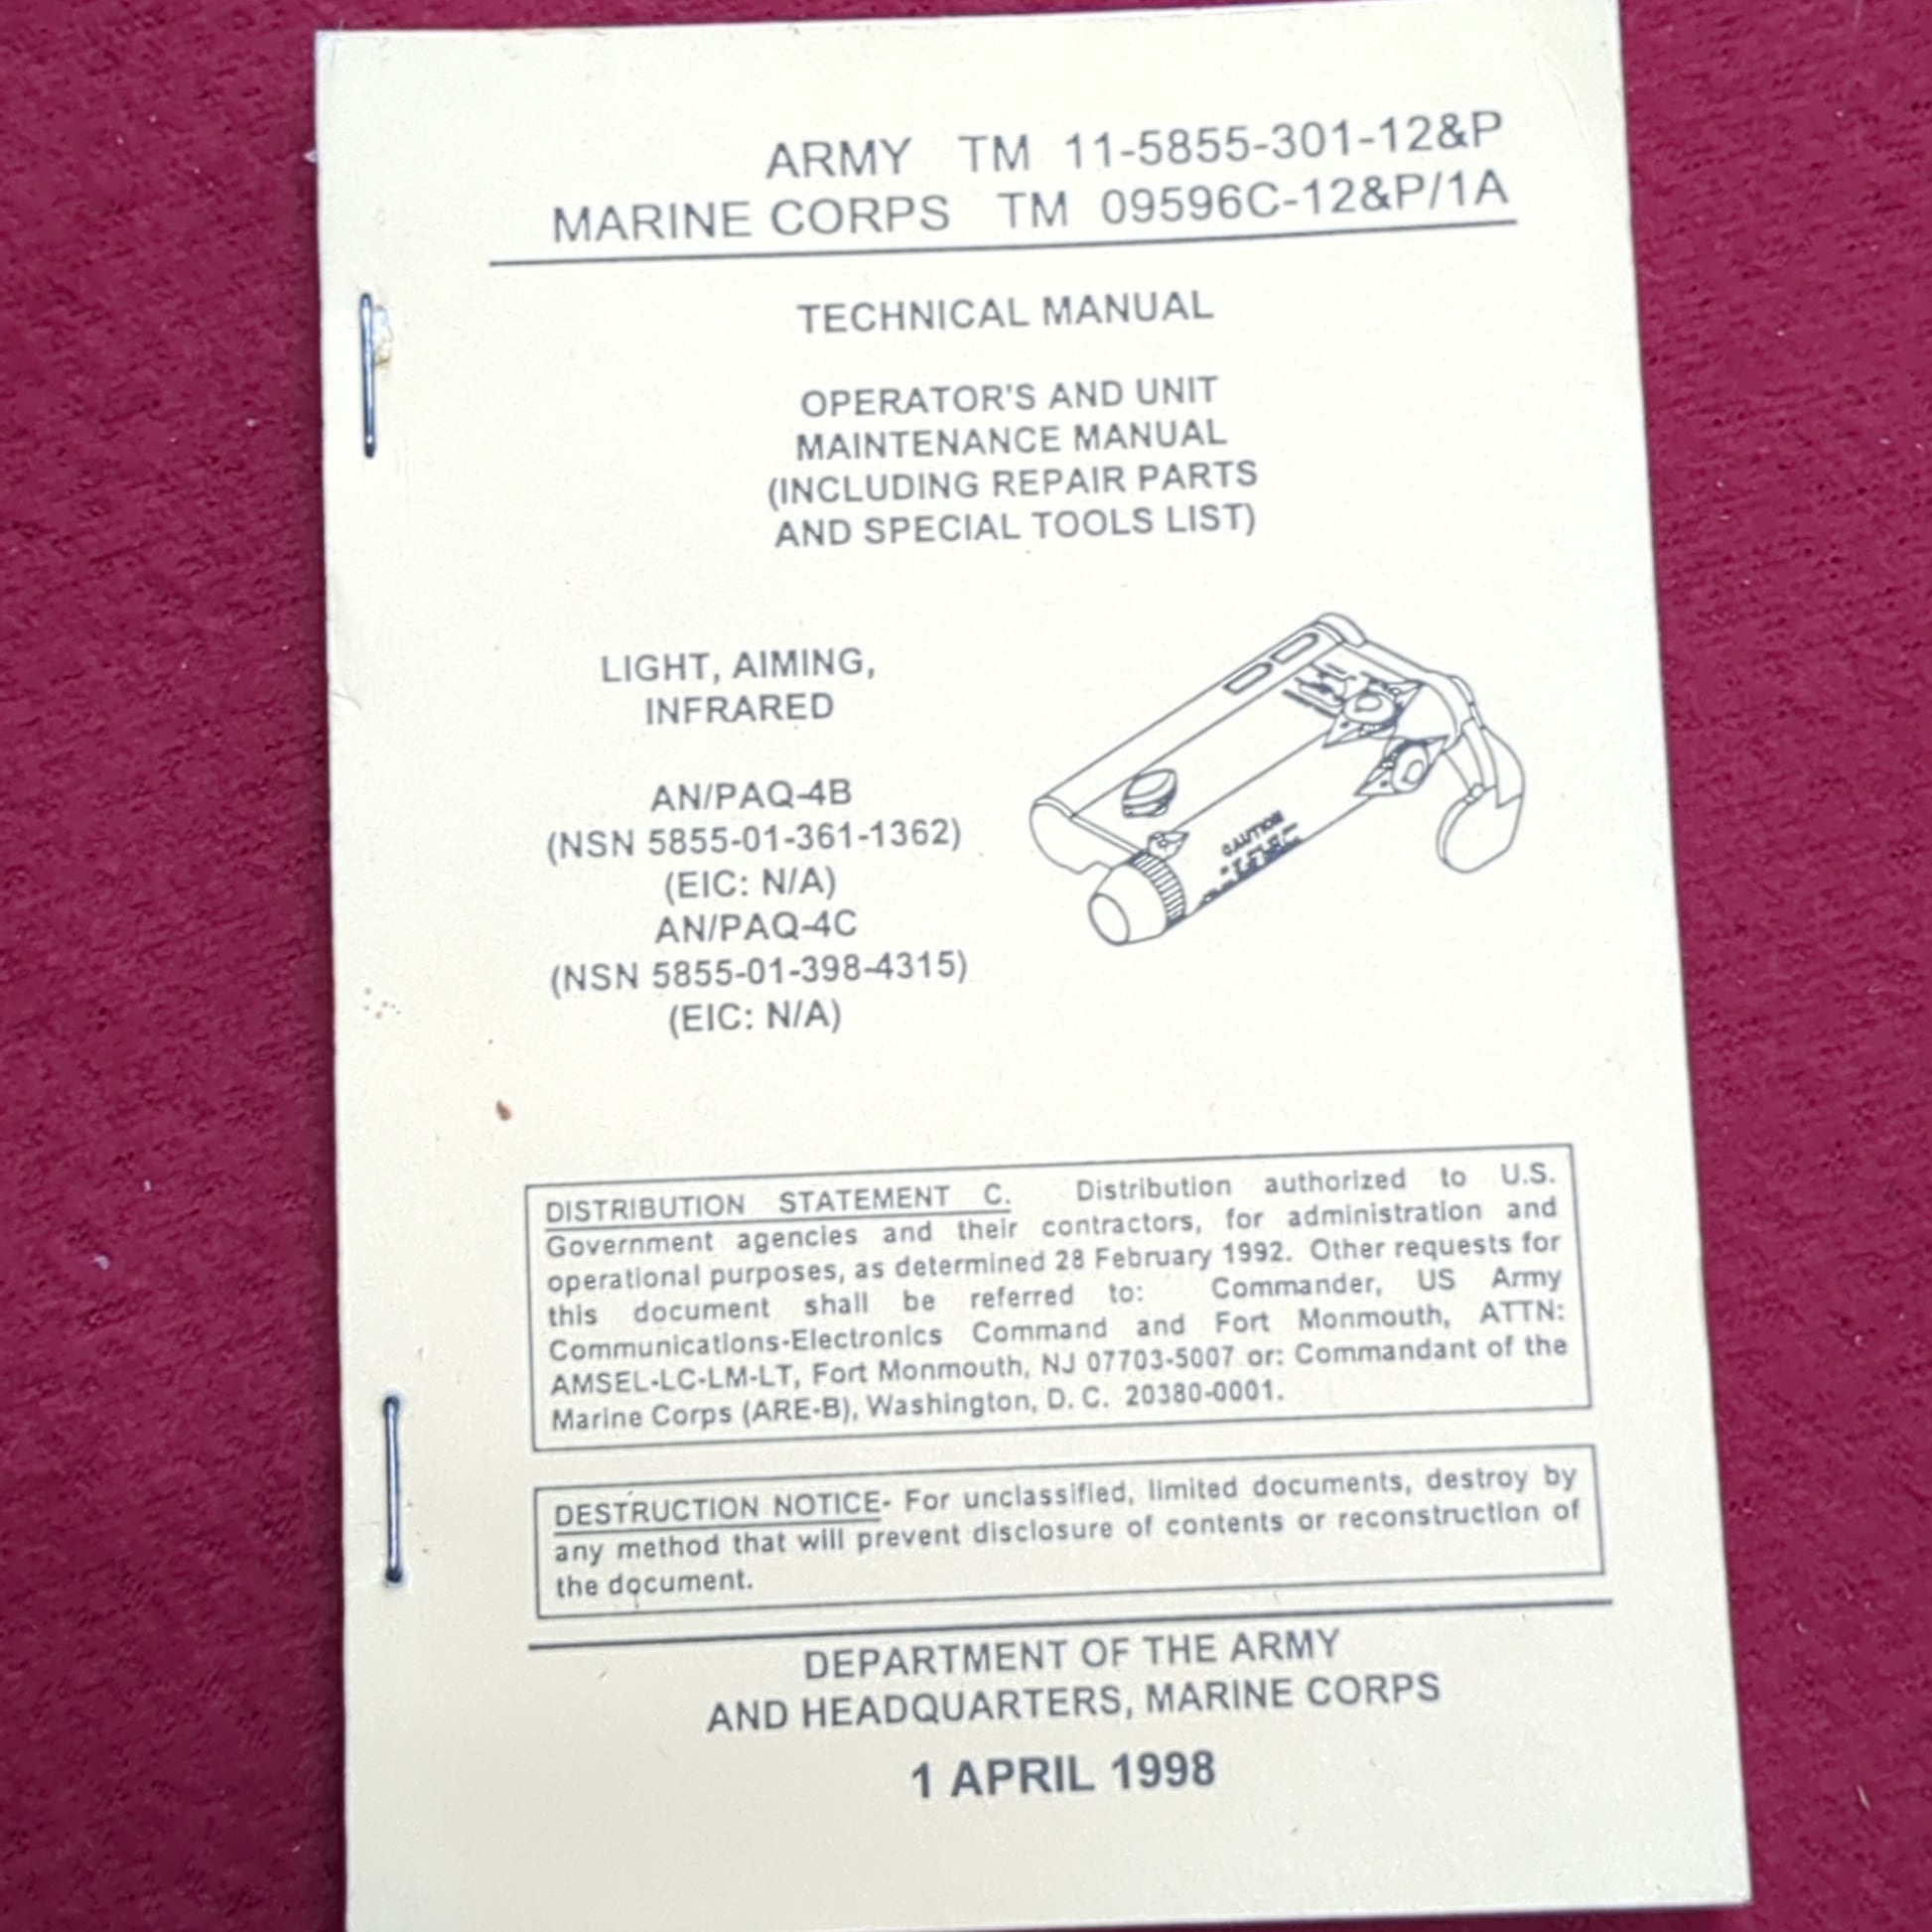 ARMY TM 11-5855-301-12&P
MARINE CORPS TM 09596C-12&P/1A
TECHNICAL MANUAL
OPERATOR'S AND UNIT
MAINTENANCE MANUAL
(INCLUDING REPAIR PARTS
AND SPECIAL TOOLS LIST)
LIGHT, AIMING,
INFRARED
AN/PAQ-4B
(NSN 5855-01-361-1362)
(EIC: N/A)
AN/PAQ-4C
(NSN 5855-01-398-4315)
(EIC: N/A)
CAUTION
DISTRIBUTION STATEMENT C. Distribution authorized to U.S.
Government agencies and their contractors, for administration and
operational purposes, as determined 28 February 1992. Other requests for
this document shall be referred to: Commander, US Army
Communications-Electronics Command and Fort Monmouth, ATTN:
AMSEL-LC-LM-LT, Fort Monmouth, NJ 07703-5007 or: Commandant of the
Marine Corps (ARE-B), Washington, D. C. 20380-0001.
DESTRUCTION NOTICE- For unclassified, limited documents, destroy by
any method that will prevent disclosure of contents or reconstruction of
the document.
DEPARTMENT OF THE ARMY
AND HEADQUARTERS, MARINE CORPS
1 APRIL 1998